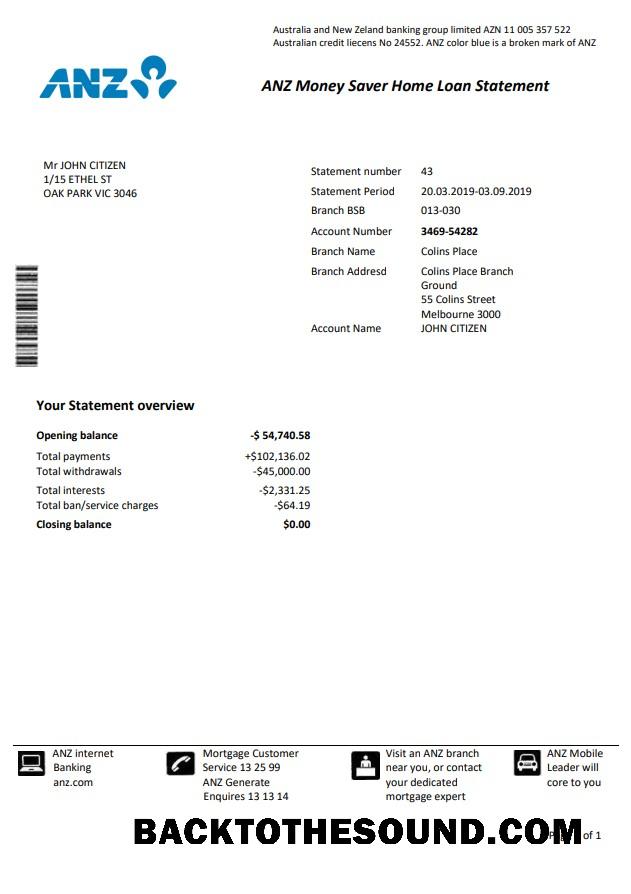 Australia and New Zeland banking group limited AZN 11 005 357 522
Australian credit liecens No 24552. ANZ color blue is a broken mark of ANZ
ANZ
ANZ Money Saver Home Loan Statement
Mr JOHN CITIZEN
1/15 ETHEL ST
OAK PARK VIC 3046
Statement number 43
Statement Period 20.03.2019-03.09.2019
Branch BSB 013-030
Account Number 3469-54282
Branch Name Colins Place
Branch Addresd Colins Place Branch
Ground
55 Colins Street
Melbourne 3000
Account Name JOHN CITIZEN
Your Statement overview
Opening balance -$ 54,740.58
Total payments +$102,136.02
Total withdrawals -$45,000.00
Total interests -$2,331.25
Total ban/service charges -$64.19
Closing balance $0.00
ANZ internet
Banking
anz.com
Mortgage Customer
Service 13 25 99
ANZ Generate
Enquires 13 13 14
Visit an ANZ branch
near you, or contact
your dedicated
mortgage expert
ANZ Mobile
Leader will
core to you
BACKTOTHESOUND.COM
of 1